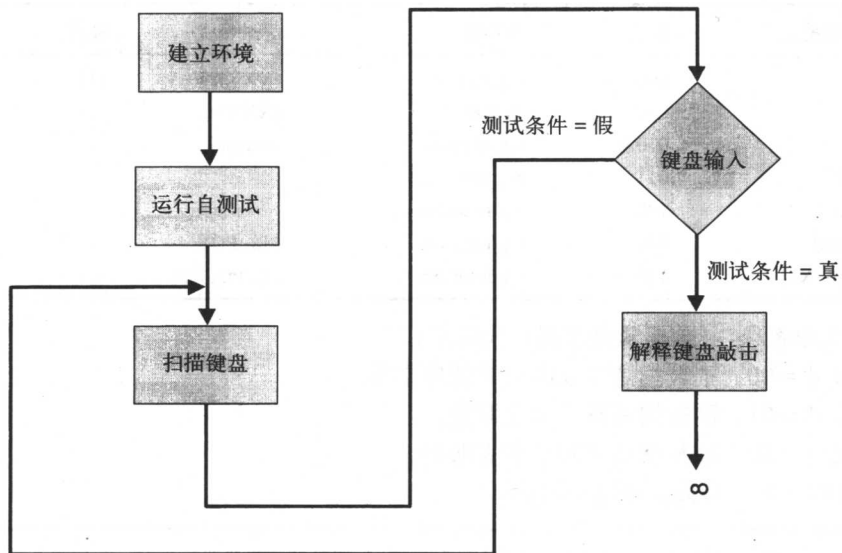 建立环境
运行自测试
扫描键盘
测试条件 = 假
键盘输入
测试条件 = 真
解释键盘敲击
∞